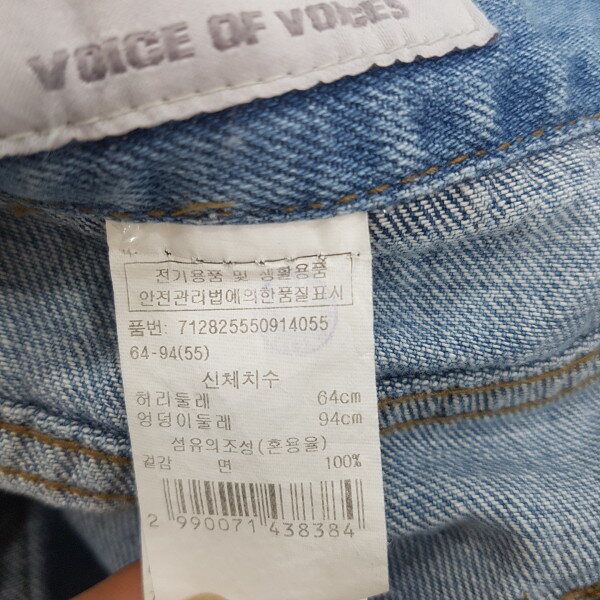 VOICE OF VOICES
전기용품 및 생활용품
안전관리법에의한품질표시
품번: 712825550914055
64-94(55)
신체치수
허리둘레 64cm
엉덩이둘레 94cm
섬유의조성(혼용율)
겉감 면 100%
2 990071 438384